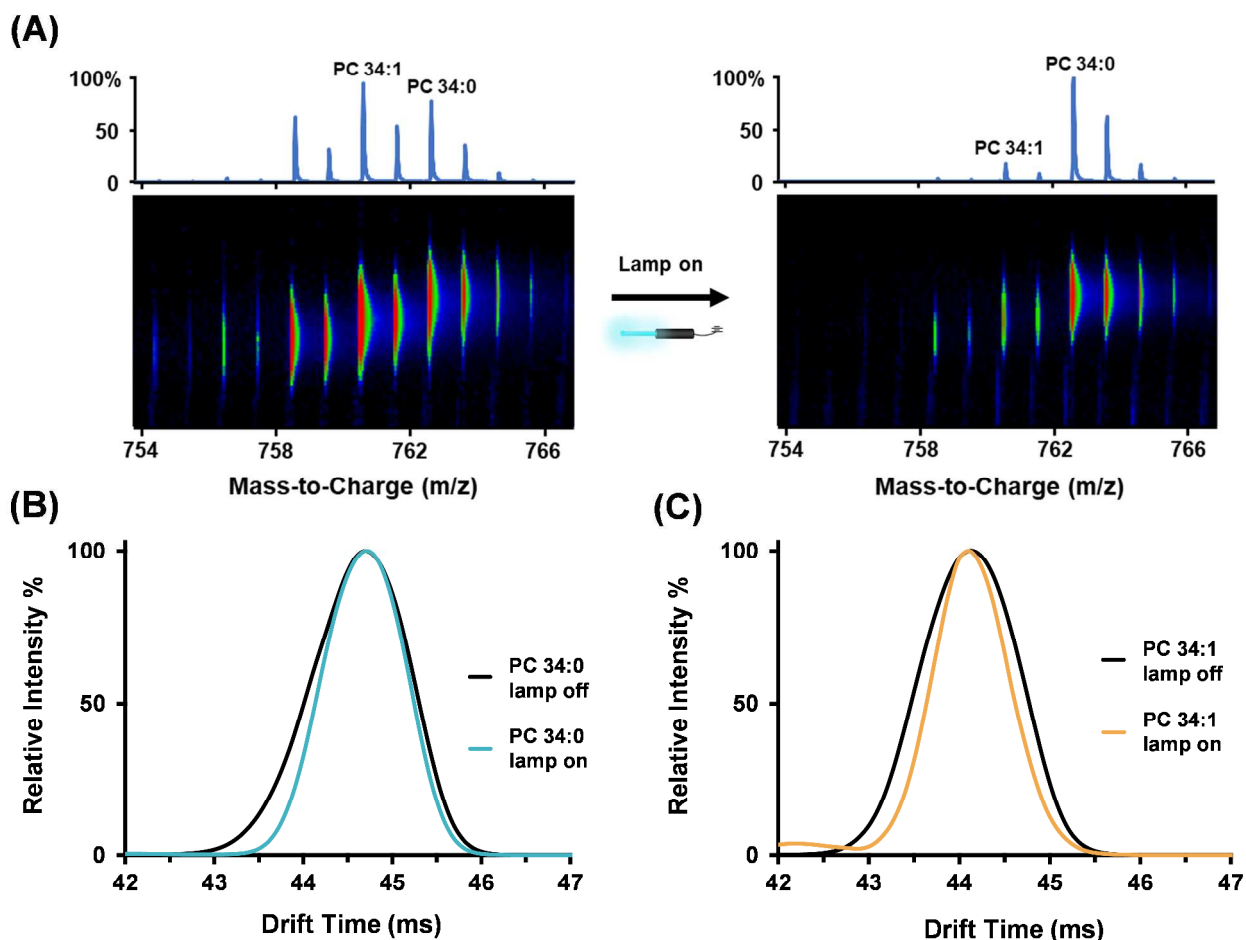 (A)
PC 34:1
PC 34:0
100%
50
0
PC 34:0
PC 34:1
100%
50
0
Lamp on
754 758 762 766
Mass-to-Charge (m/z)
754 758 762 766
Mass-to-Charge (m/z)
(B)
Relative Intensity %
100
50
0
PC 34:0
lamp off
PC 34:0
lamp on
42 43 44 45 46 47
Drift Time (ms)
(C)
Relative Intensity %
100
50
0
PC 34:1
lamp off
PC 34:1
lamp on
42 43 44 45 46 47
Drift Time (ms)